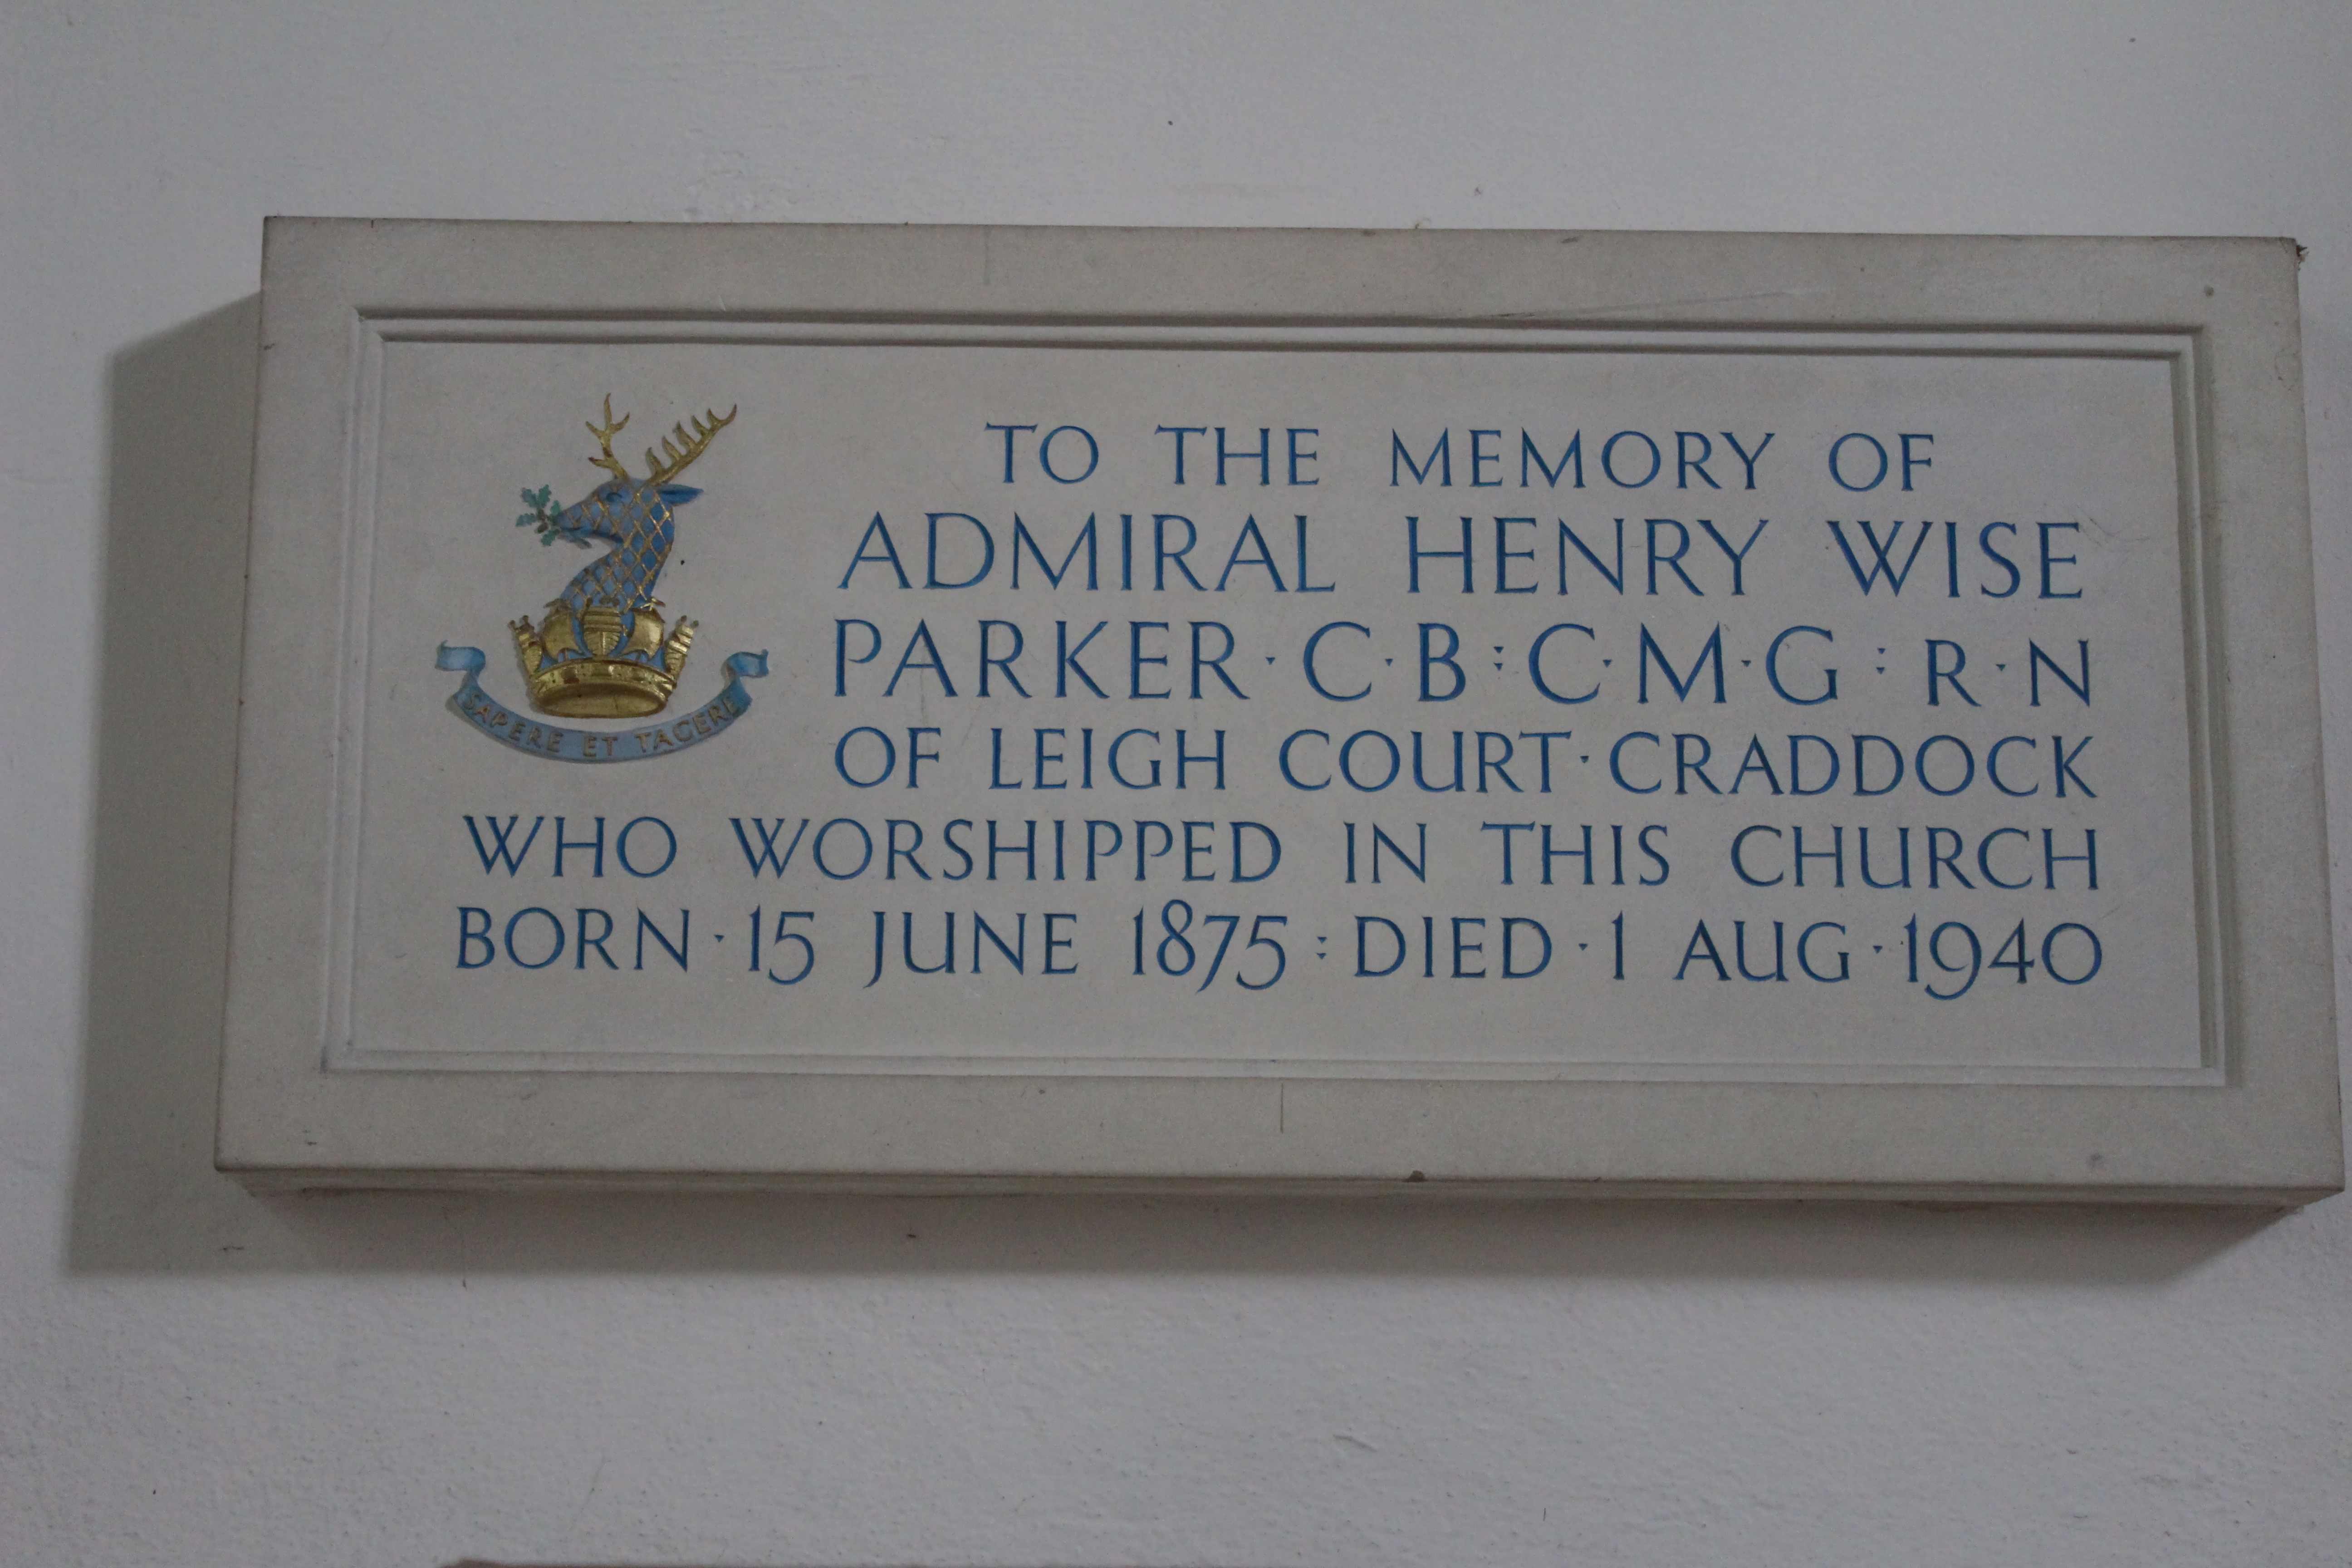 TO THE MEMORY OF
ADMIRAL HENRY WISE
PARKER · C · B : C · M · G : R · N
OF LEIGH COURT · CRADDOCK
WHO WORSHIPPED IN THIS CHURCH
BORN · 15 JUNE 1875 : DIED · 1 AUG · 1940
SAPERE ET TACERE